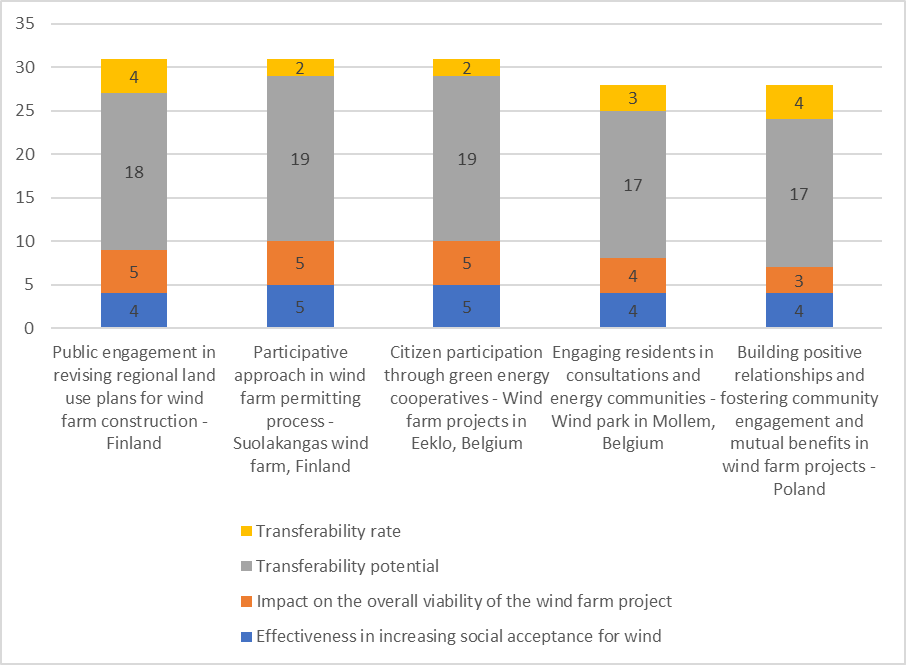 35
30
25
20
15
10
5
0
4
2
2
3
4
18
19
19
17
17
5
5
5
4
3
4
5
5
4
4
Public engagement in
revising regional land
use plans for wind
farm construction -
Finland
Participative
approach in wind
farm permitting
process -
Suolakangas wind
farm, Finland
Citizen participation
through green energy
cooperatives - Wind
farm projects in
Eeklo, Belgium
Engaging residents in
consultations and
energy communities -
Wind park in Mollem,
Belgium
Building positive
relationships and
fostering community
engagement and
mutual benefits in
wind farm projects -
Poland
Transferability rate
Transferability potential
Impact on the overall viability of the wind farm project
Effectiveness in increasing social acceptance for wind